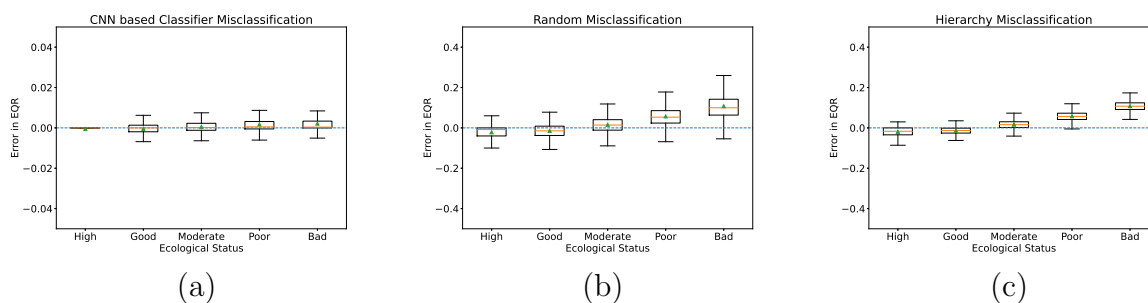 CNN based Classifier Misclassification
Error in EQR
0.04
0.02
0.00
−0.02
−0.04
High Good Moderate Poor Bad
Ecological Status
(a)
Random Misclassification
Error in EQR
0.4
0.2
0.0
−0.2
−0.4
High Good Moderate Poor Bad
Ecological Status
(b)
Hierarchy Misclassification
Error in EQR
0.4
0.2
0.0
−0.2
−0.4
High Good Moderate Poor Bad
Ecological Status
(c)